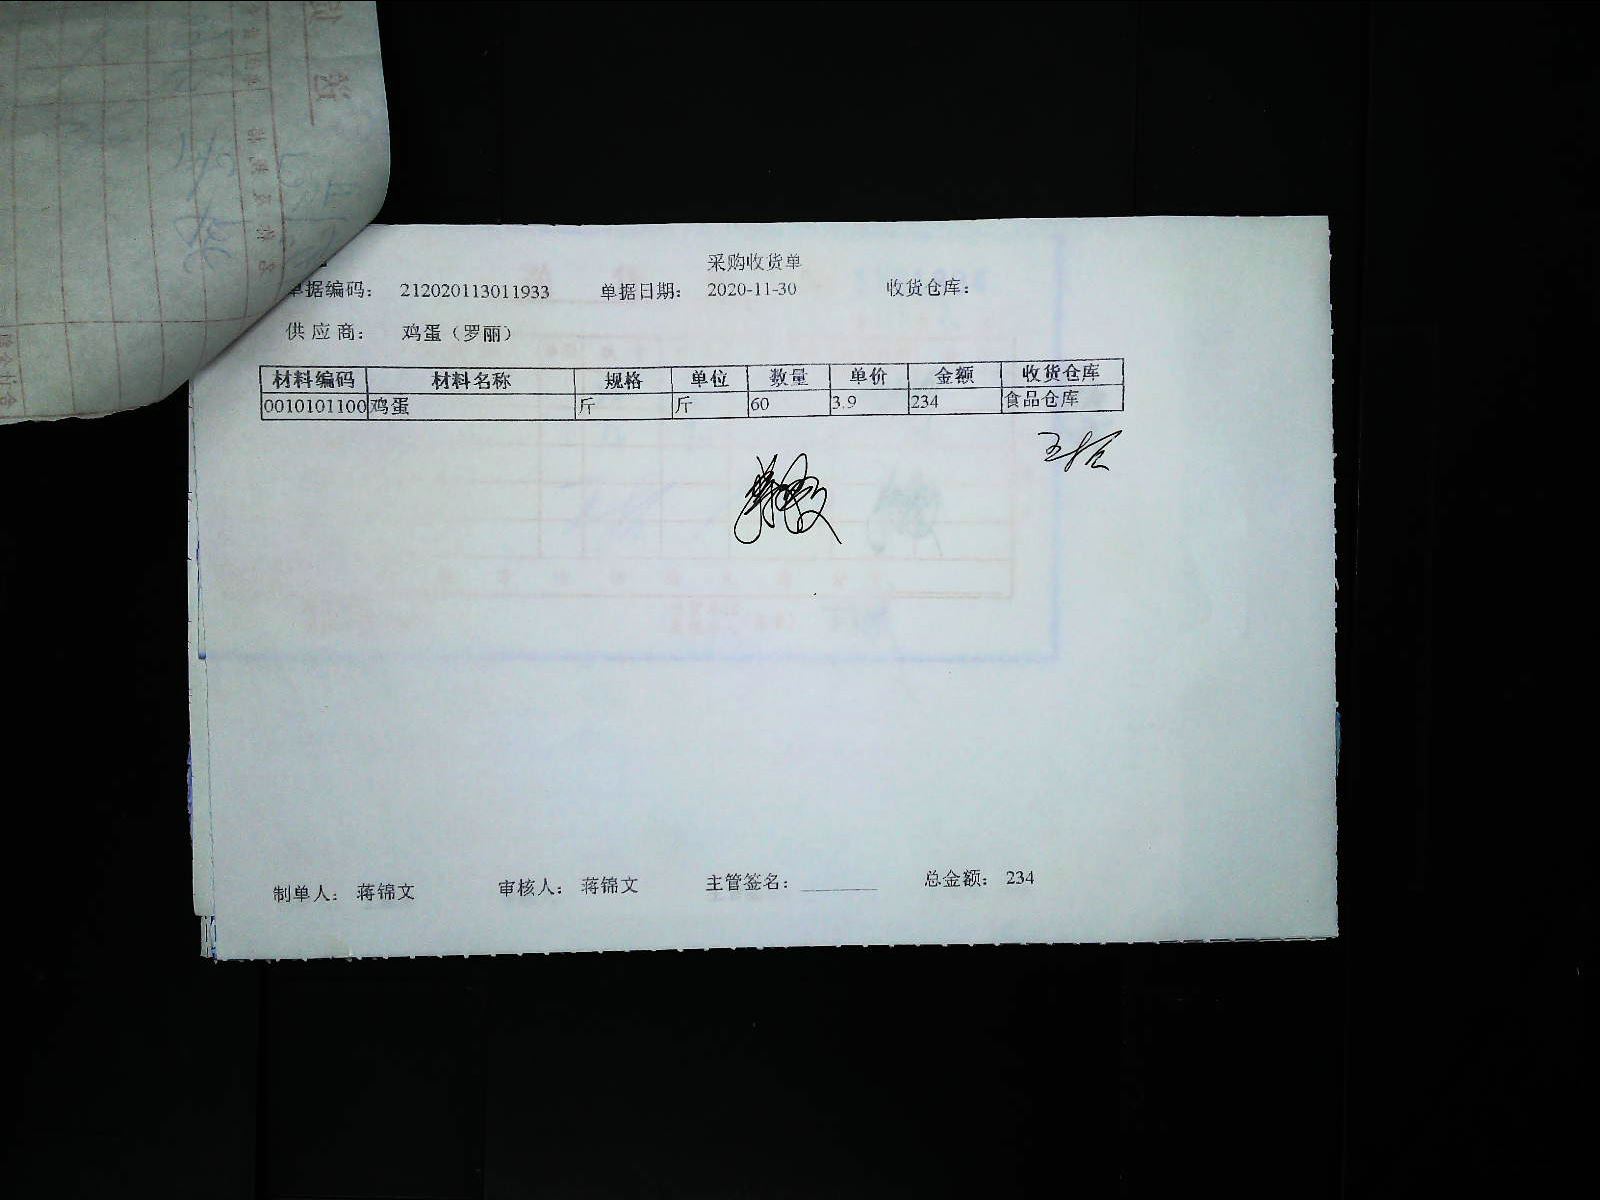 采购收货单
单据编码： 212020113011933 单据日期： 2020-11-30 收货仓库：
供应商： 鸡蛋（罗丽）
材料编码 材料名称 规格 单位 数量 单价 金额 收货仓库
0010101100 鸡蛋 斤 斤 60 3.9 234 食品仓库
制单人： 蒋锦文 审核人： 蒋锦文 主管签名： ________ 总金额： 234